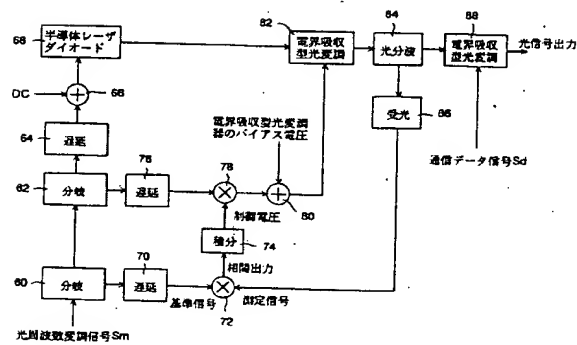 68
半導体レーザ
ダイオード
82
電界吸収
型光変調
84
光分波
88
電界吸収
型光変調
光信号出力
DC
66
受光
86
64
遅延
電界吸収型光変調
器のバイアス電圧
通信データ信号Sd
62
分岐
76
遅延
78
80
制御電圧
積分
74
相関出力
60
分岐
70
遅延
基準信号
72
測定信号
光周波数変調信号Sm